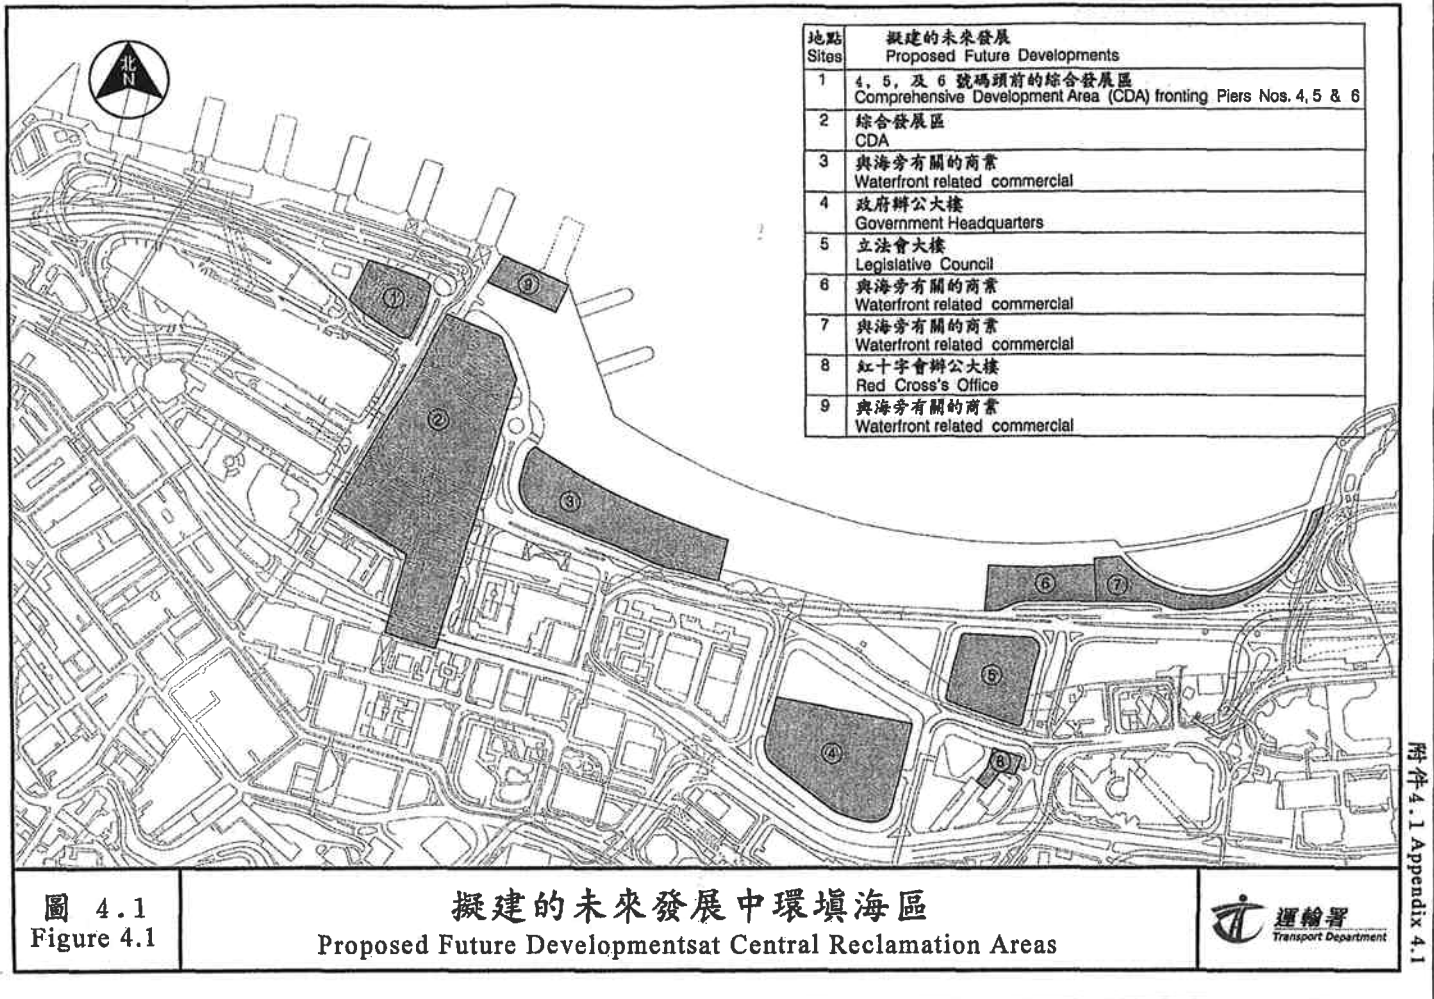 北
N
地點 擬建的未來發展
Sites Proposed Future Developments
1 4, 5, 及 6 號碼頭前的綜合發展區
Comprehensive Development Area (CDA) fronting Piers Nos. 4, 5 & 6
2 綜合發展區
CDA
3 與海旁有關的商業
Waterfront related commercial
4 政府辦公大樓
Government Headquarters
5 立法會大樓
Legislative Council
6 與海旁有關的商業
Waterfront related commercial
7 與海旁有關的商業
Waterfront related commercial
8 紅十字會辦公大樓
Red Cross's Office
9 與海旁有關的商業
Waterfront related commercial
①
⑨
②
③
⑥
⑦
⑤
④
⑧
圖 4.1
Figure 4.1
擬建的未來發展中環填海區
Proposed Future Developmentsat Central Reclamation Areas
運輸署
Transport Department
附件4.1 Appendix 4.1